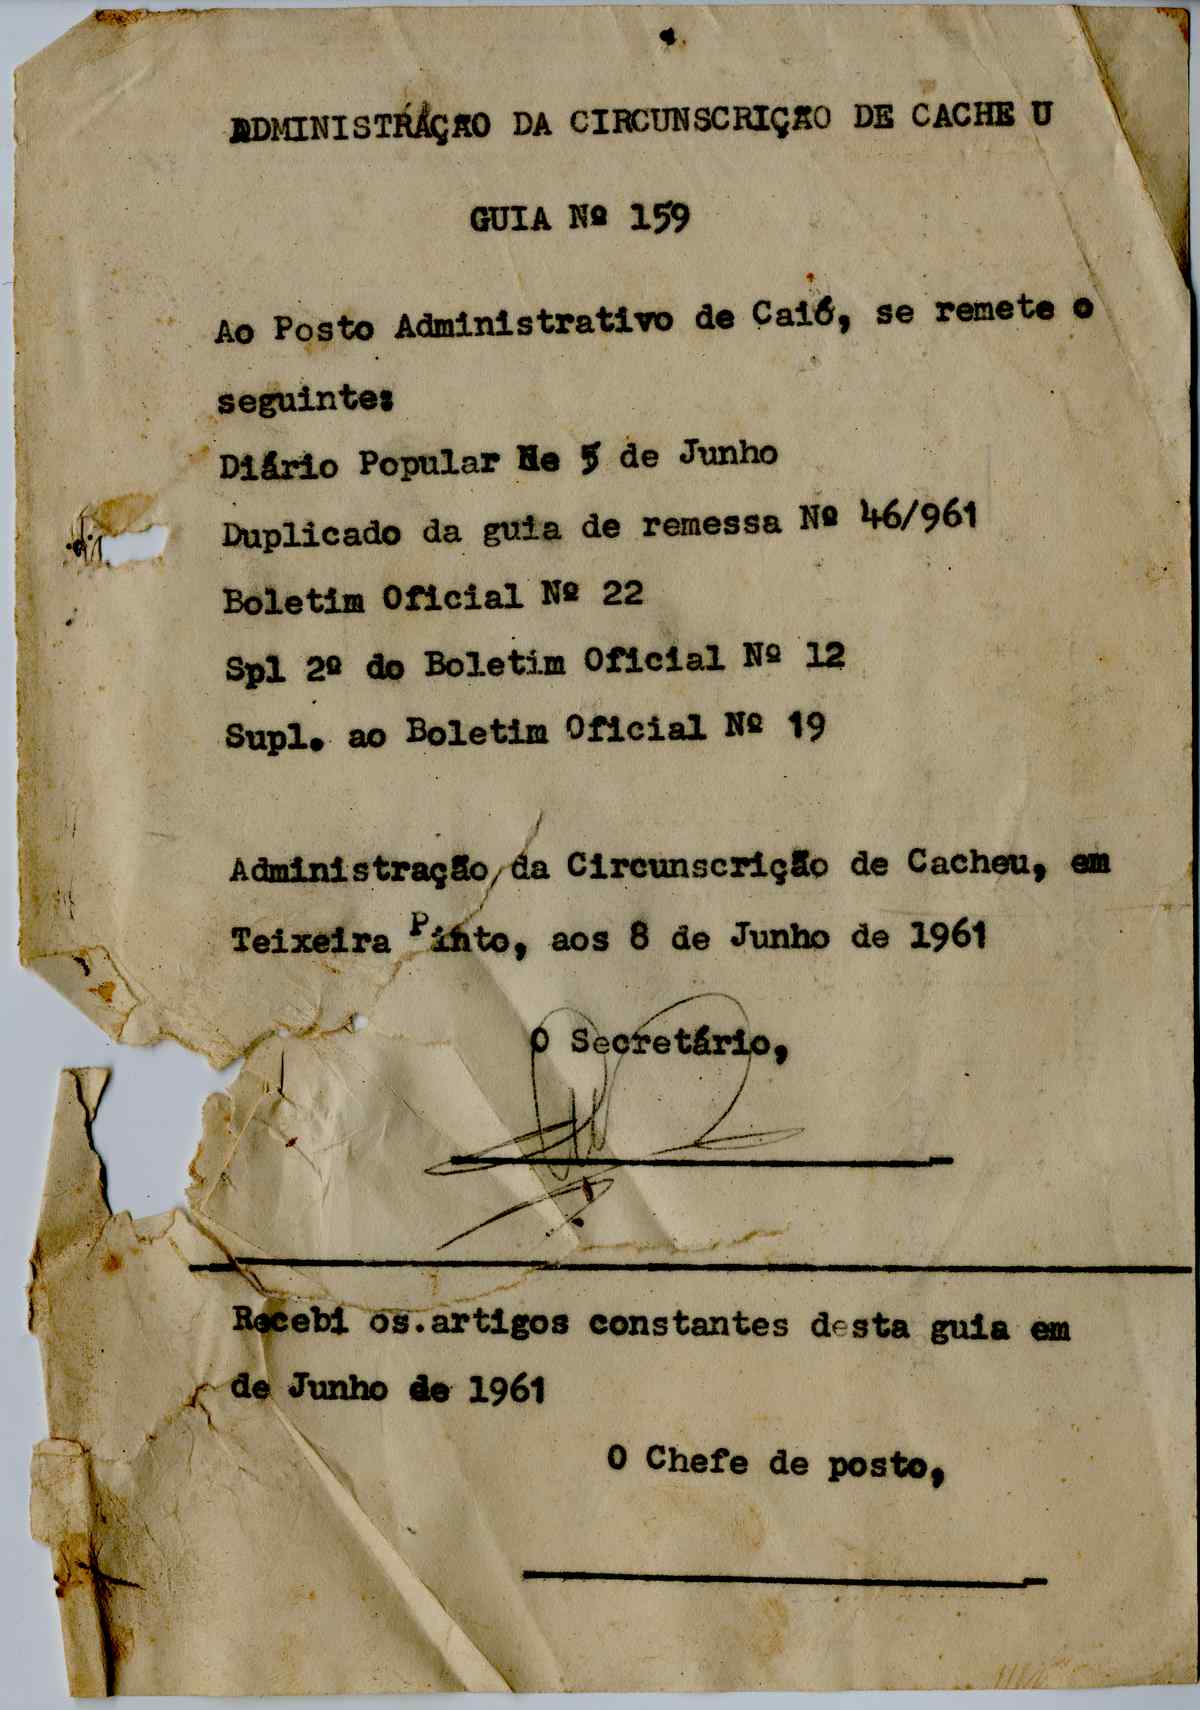 ADMINISTRAÇÃO DA CIRCUNSCRIÇÃO DE CACHE U
GUIA Nº 159
Ao Posto Administrativo de Caió, se remete o
seguinte:
Diário Popular de 5 de Junho
Duplicado da guia de remessa Nº 46/961
Boletim Oficial Nº 22
Spl 2º do Boletim Oficial Nº 12
Supl. ao Boletim Oficial Nº 19
Administração da Circunscrição de Cacheu, em
Teixeira Pinto, aos 8 de Junho de 1961
O Secretário,
Recebi os.artigos constantes desta guia em
de Junho de 1961
O Chefe de posto,